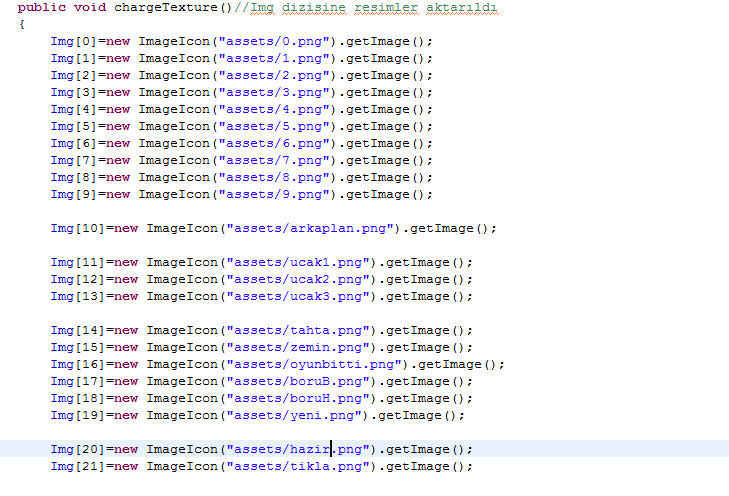 public void chargeTexture()//Img dizisine resimler aktarıldı
{
Img[0]=new ImageIcon("assets/0.png").getImage();
Img[1]=new ImageIcon("assets/1.png").getImage();
Img[2]=new ImageIcon("assets/2.png").getImage();
Img[3]=new ImageIcon("assets/3.png").getImage();
Img[4]=new ImageIcon("assets/4.png").getImage();
Img[5]=new ImageIcon("assets/5.png").getImage();
Img[6]=new ImageIcon("assets/6.png").getImage();
Img[7]=new ImageIcon("assets/7.png").getImage();
Img[8]=new ImageIcon("assets/8.png").getImage();
Img[9]=new ImageIcon("assets/9.png").getImage();
Img[10]=new ImageIcon("assets/arkaplan.png").getImage();
Img[11]=new ImageIcon("assets/ucak1.png").getImage();
Img[12]=new ImageIcon("assets/ucak2.png").getImage();
Img[13]=new ImageIcon("assets/ucak3.png").getImage();
Img[14]=new ImageIcon("assets/tahta.png").getImage();
Img[15]=new ImageIcon("assets/zemin.png").getImage();
Img[16]=new ImageIcon("assets/oyunbitti.png").getImage();
Img[17]=new ImageIcon("assets/boruB.png").getImage();
Img[18]=new ImageIcon("assets/boruH.png").getImage();
Img[19]=new ImageIcon("assets/yeni.png").getImage();
Img[20]=new ImageIcon("assets/hazir.png").getImage();
Img[21]=new ImageIcon("assets/tikla.png").getImage();